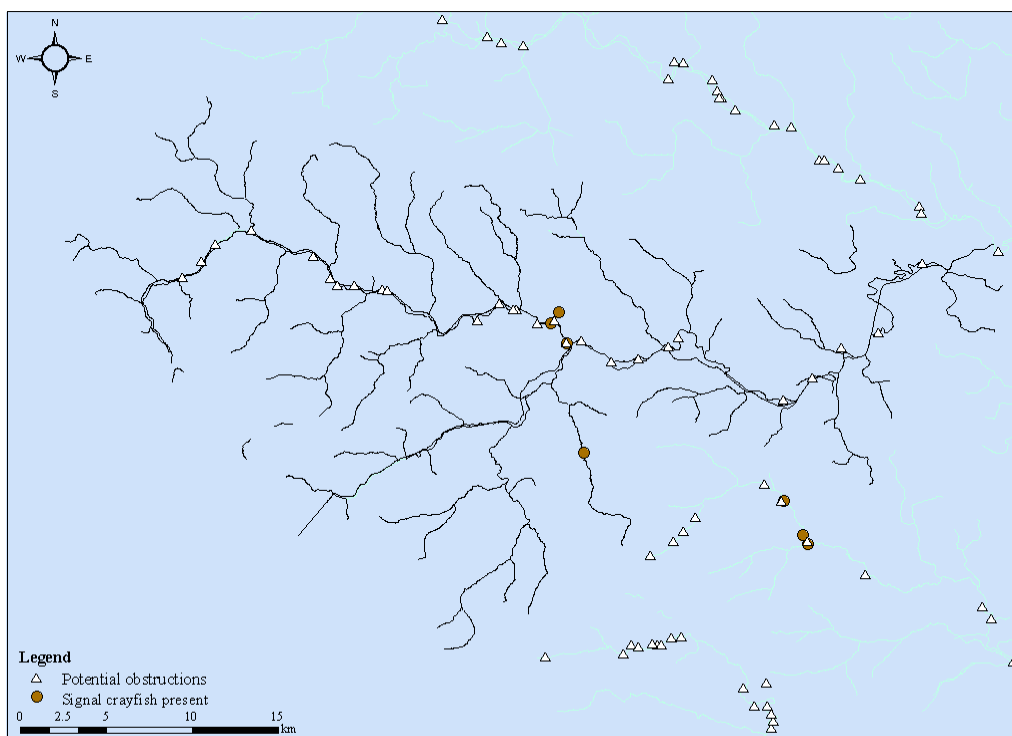 N
W E
S
Legend
Potential obstructions
Signal crayfish present
0 2.5 5 10 15
km